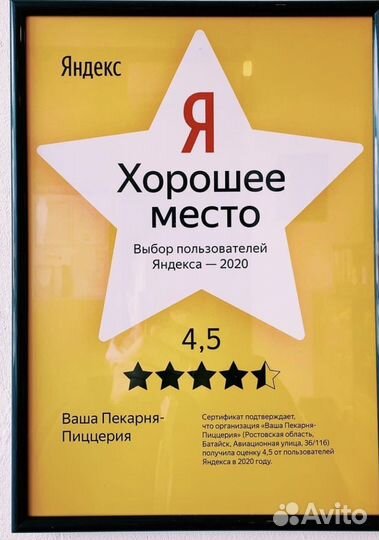 Яндекс
Я
Хорошее
место
Выбор пользователей
Яндекса — 2020
4,5
Ваша Пекарня-
Пиццерия
Сертификат подтверждает,
что организация «Ваша Пекарня-
Пиццерия» (Ростовская область,
Батайск, Авиационная улица, 36/116)
получила оценку 4,5 от пользователей
Яндекса в 2020 году.
Avito